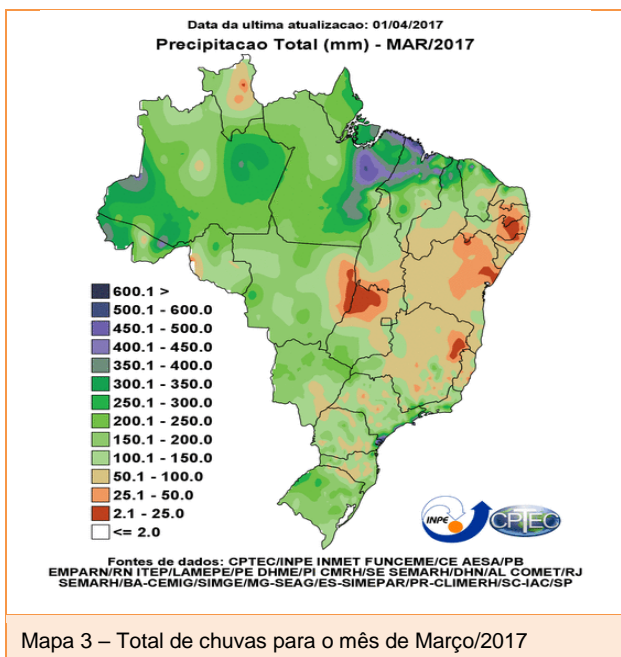 Data da ultima atualizacao: 01/04/2017
Precipitacao Total (mm) - MAR/2017
600.1 >
500.1 - 600.0
450.1 - 500.0
400.1 - 450.0
350.1 - 400.0
300.1 - 350.0
250.1 - 300.0
200.1 - 250.0
150.1 - 200.0
100.1 - 150.0
50.1 - 100.0
25.1 - 50.0
2.1 - 25.0
<= 2.0
INPE
CPTEC
Fontes de dados: CPTEC/INPE INMET FUNCEME/CE AESA/PB
EMPARN/RN ITEP/LAMEPE/PE DHME/PI CMRH/SE SEMARH/DHN/AL COMET/RJ
SEMARH/BA-CEMIG/SIMGE/MG-SEAG/ES-SIMEPAR/PR-CLIMERH/SC-IAC/SP
Mapa 3 – Total de chuvas para o mês de Março/2017